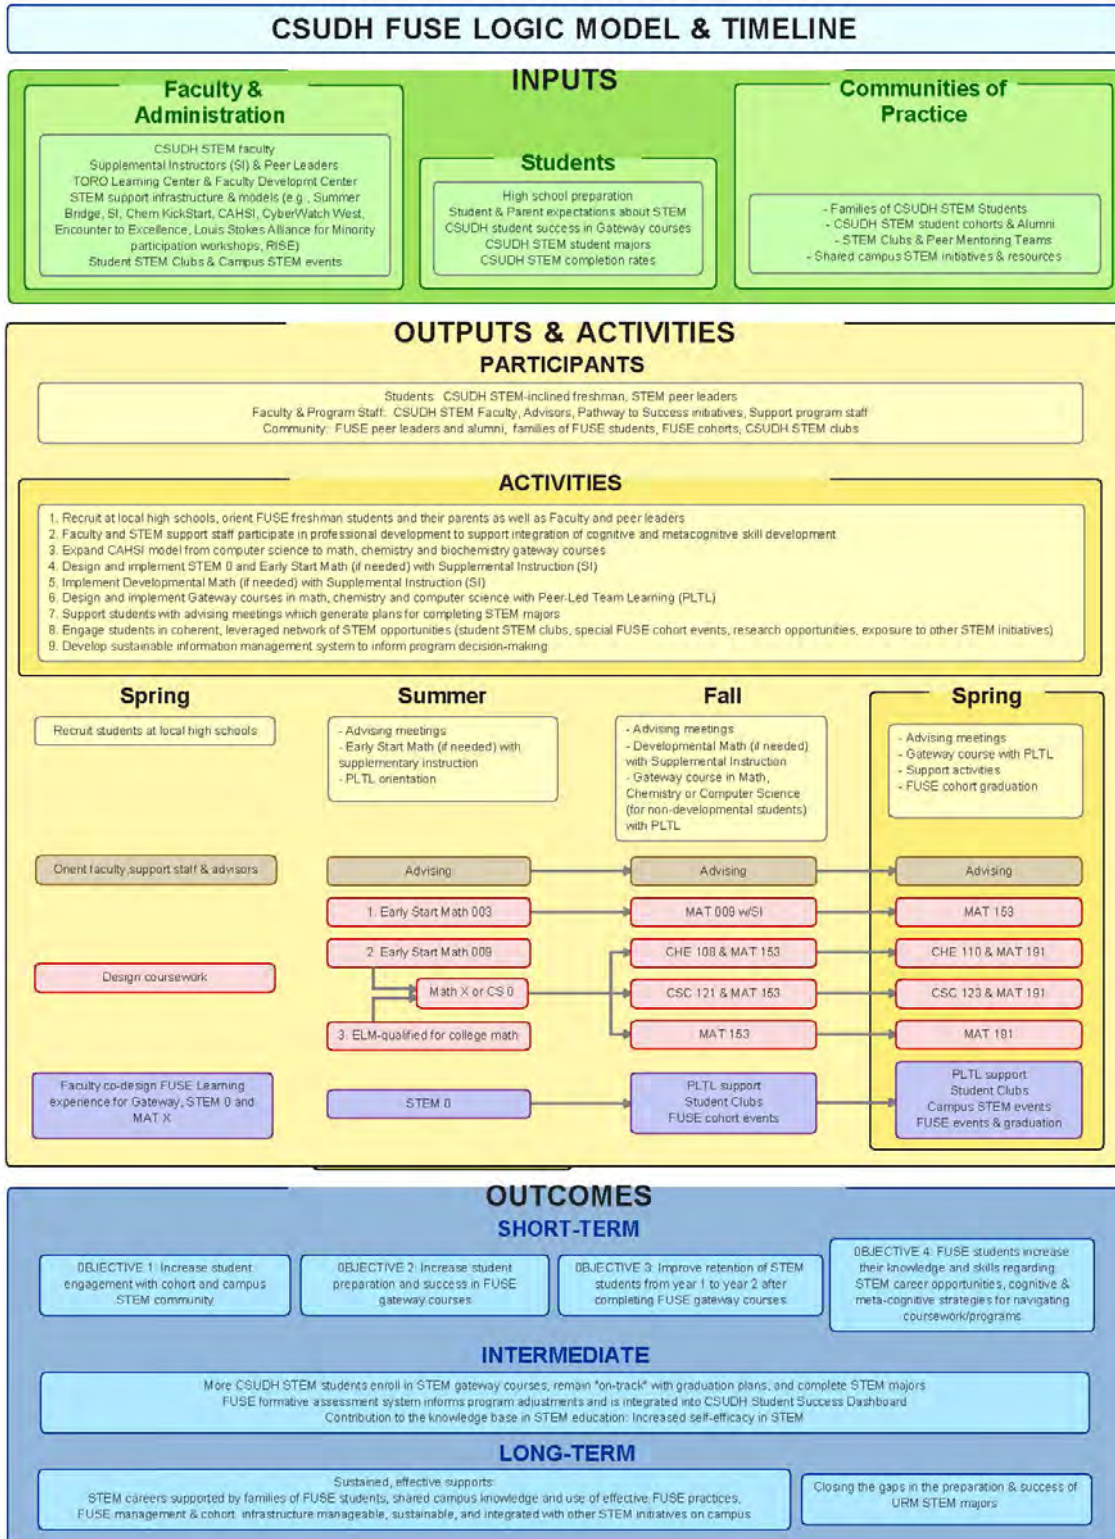 CSUDH FUSE LOGIC MODEL & TIMELINE
INPUTS
Faculty &
Administration
CSUDH STEM faculty
Supplemental Instructors (SI) & Peer Leaders
TORO Learning Center & Faculty Developmt Center
STEM support infrastructure & models (e.g., Summer
Bridge, SI, Chem KickStart, CAHSI, CyberWatch West,
Encounter to Excellence, Louis Stokes Alliance for Minority
participation workshops, RISE)
Student STEM Clubs & Campus STEM events
Students
High school preparation
Student & Parent expectations about STEM
CSUDH student success in Gateway courses
CSUDH STEM student majors
CSUDH STEM completion rates
Communities of
Practice
- Families of CSUDH STEM Students
- CSUDH STEM student cohorts & Alumni
- STEM Clubs & Peer Mentoring Teams
- Shared campus STEM initiatives & resources
OUTPUTS & ACTIVITIES
PARTICIPANTS
Students: CSUDH STEM-inclined freshman, STEM peer leaders
Faculty & Program Staff: CSUDH STEM Faculty, Advisors, Pathway to Success initiatives, Support program staff
Community: FUSE peer leaders and alumni, families of FUSE students, FUSE cohorts, CSUDH STEM clubs
ACTIVITIES
1. Recruit at local high schools, orient FUSE freshman students and their parents as well as Faculty and peer leaders
2. Faculty and STEM support staff participate in professional development to support integration of cognitive and metacognitive skill development
3. Expand CAHSI model from computer science to math, chemistry and biochemistry gateway courses
4. Design and implement STEM 0 and Early Start Math (if needed) with Supplemental Instruction (SI)
5. Implement Developmental Math (if needed) with Supplemental Instruction (SI)
6. Design and implement Gateway courses in math, chemistry and computer science with Peer-Led Team Learning (PLTL)
7. Support students with advising meetings which generate plans for completing STEM majors
8. Engage students in coherent, leveraged network of STEM opportunities (student STEM clubs, special FUSE cohort events, research opportunities, exposure to other STEM initiatives)
9. Develop sustainable information management system to inform program decision-making
Spring
Summer
Fall
Spring
Recruit students at local high schools
- Advising meetings
- Early Start Math (if needed) with
supplementary instruction
- PLTL orientation
- Advising meetings
- Developmental Math (if needed)
with Supplemental Instruction
- Gateway course in Math,
Chemistry or Computer Science
(for non-developmental students)
with PLTL
- Advising meetings
- Gateway course with PLTL
- Support activities
- FUSE cohort graduation
Orient faculty,support staff & advisors
Advising
Advising
Advising
1. Early Start Math 003
MAT 009 w/SI
MAT 153
2. Early Start Math 009
CHE 108 & MAT 153
CHE 110 & MAT 191
Design coursework
Math X or CS 0
CSC 121 & MAT 153
CSC 123 & MAT 191
3. ELM-qualified for college math
MAT 153
MAT 191
Faculty co-design FUSE Learning
experience for Gateway, STEM 0 and
MAT X
STEM 0
PLTL support
Student Clubs
FUSE cohort events
PLTL support
Student Clubs
Campus STEM events
FUSE events & graduation
OUTCOMES
SHORT-TERM
OBJECTIVE 1: Increase student
engagement with cohort and campus
STEM community
OBJECTIVE 2: Increase student
preparation and success in FUSE
gateway courses
OBJECTIVE 3: Improve retention of STEM
students from year 1 to year 2 after
completing FUSE gateway courses
OBJECTIVE 4: FUSE students increase
their knowledge and skills regarding
STEM career opportunities, cognitive &
meta-cognitive strategies for navigating
coursework/programs
INTERMEDIATE
More CSUDH STEM students enroll in STEM gateway courses, remain "on-track" with graduation plans, and complete STEM majors
FUSE formative assessment system informs program adjustments and is integrated into CSUDH Student Success Dashboard
Contribution to the knowledge base in STEM education: Increased self-efficacy in STEM
LONG-TERM
Sustained, effective supports:
STEM careers supported by families of FUSE students, shared campus knowledge and use of effective FUSE practices,
FUSE management & cohort infrastructure manageable, sustainable, and integrated with other STEM initiatives on campus
Closing the gaps in the preparation & success of
URM STEM majors